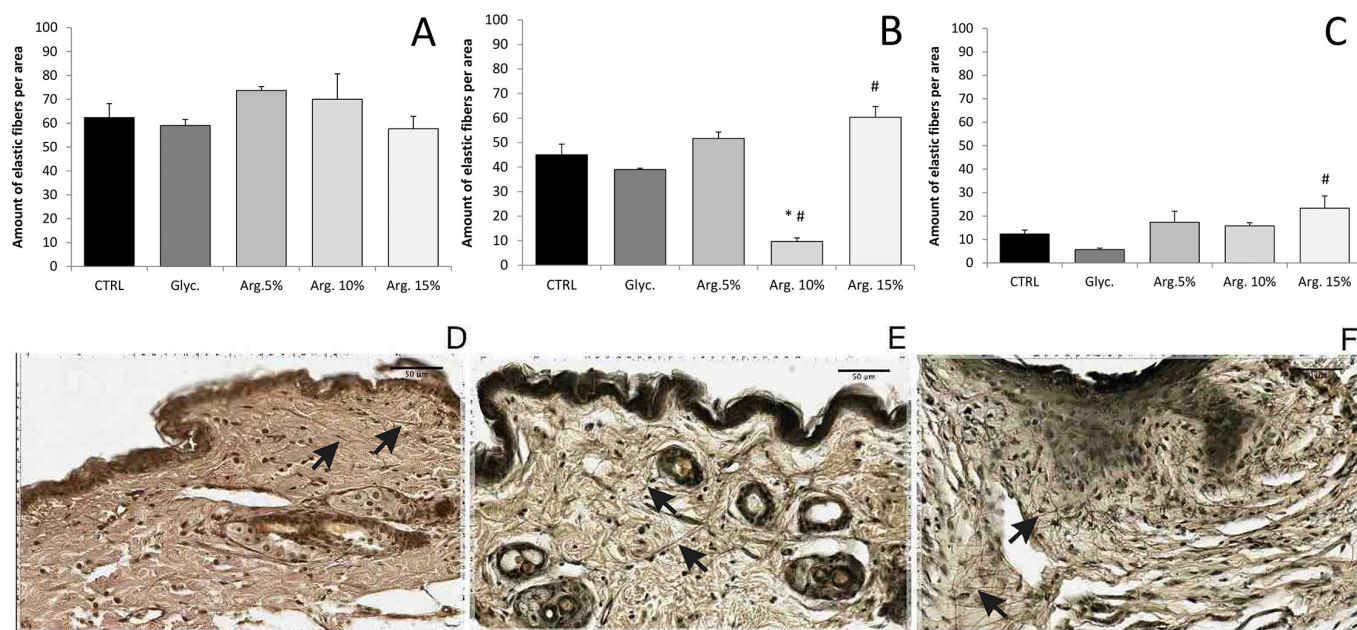 A
Amount of elastic fibers per area
100
90
80
70
60
50
40
30
20
10
0
CTRL
Glyc.
Arg.5%
Arg. 10%
Arg. 15%
B
Amount of elastic fibers per area
100
90
80
70
60
50
40
30
20
10
0
* #
#
CTRL
Glyc.
Arg.5%
Arg. 10%
Arg. 15%
C
Amount of elastic fibers per area
100
90
80
70
60
50
40
30
20
10
0
#
CTRL
Glyc.
Arg.5%
Arg. 10%
Arg. 15%
D
50 µm
E
50 µm
F